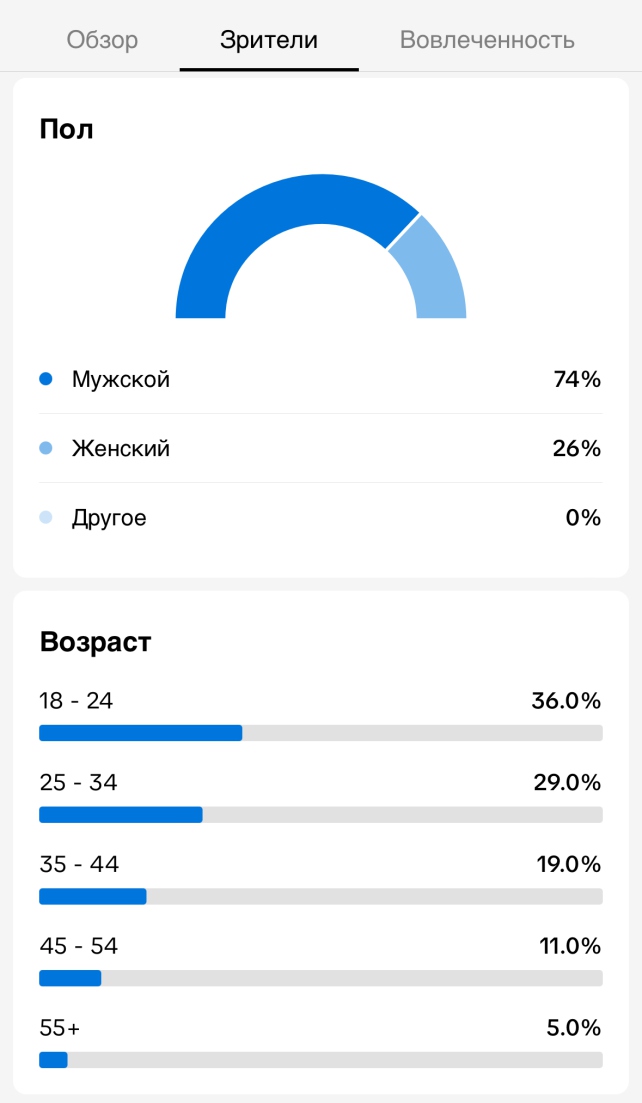 Обзор Зрители Вовлеченность
Пол
Мужской 74%
Женский 26%
Другое 0%
Возраст
18 - 24 36.0%
25 - 34 29.0%
35 - 44 19.0%
45 - 54 11.0%
55+ 5.0%